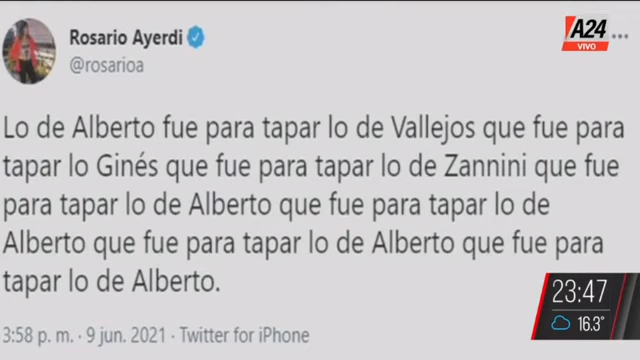 Rosario Ayerdi
@rosarioa
A24
VIVO
Lo de Alberto fue para tapar lo de Vallejos que fue para
tapar lo Ginés que fue para tapar lo de Zannini que fue
para tapar lo de Alberto que fue para tapar lo de
Alberto que fue para tapar lo de Alberto que fue para
tapar lo de Alberto.
3:58 p. m. · 9 jun. 2021 · Twitter for iPhone
23:47
16.3°